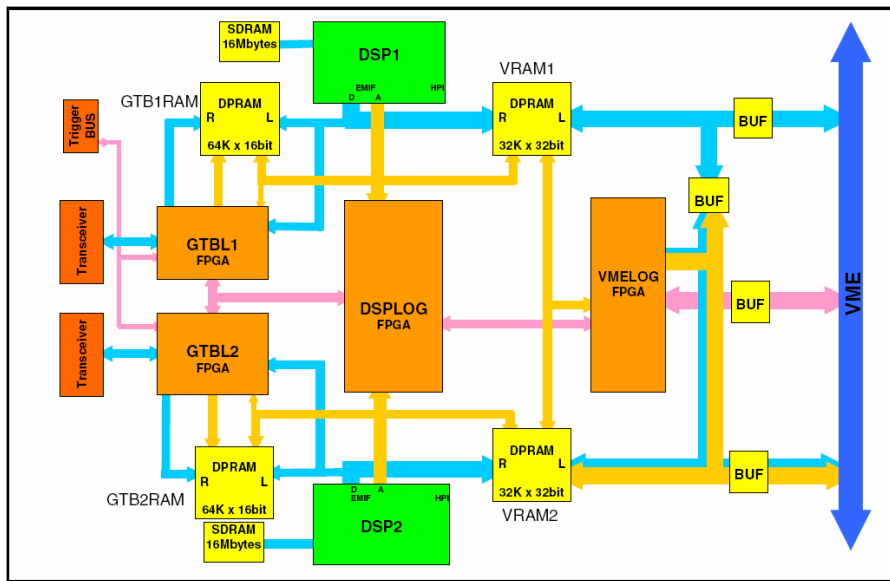 SDRAM
16Mbytes
DSP1
EMIF
HPI
D
A
VRAM1
GTB1RAM
DPRAM
R
L
64K x 16bit
DPRAM
R
L
32K x 32bit
BUF
Trigger
BUS
BUF
Transceiver
GTBL1
FPGA
DSPLOG
FPGA
VMELOG
FPGA
BUF
VME
Transceiver
GTBL2
FPGA
DPRAM
R
L
64K x 16bit
GTB2RAM
DPRAM
R
L
32K x 32bit
BUF
VRAM2
D
A
EMIF
HPI
DSP2
SDRAM
16Mbytes